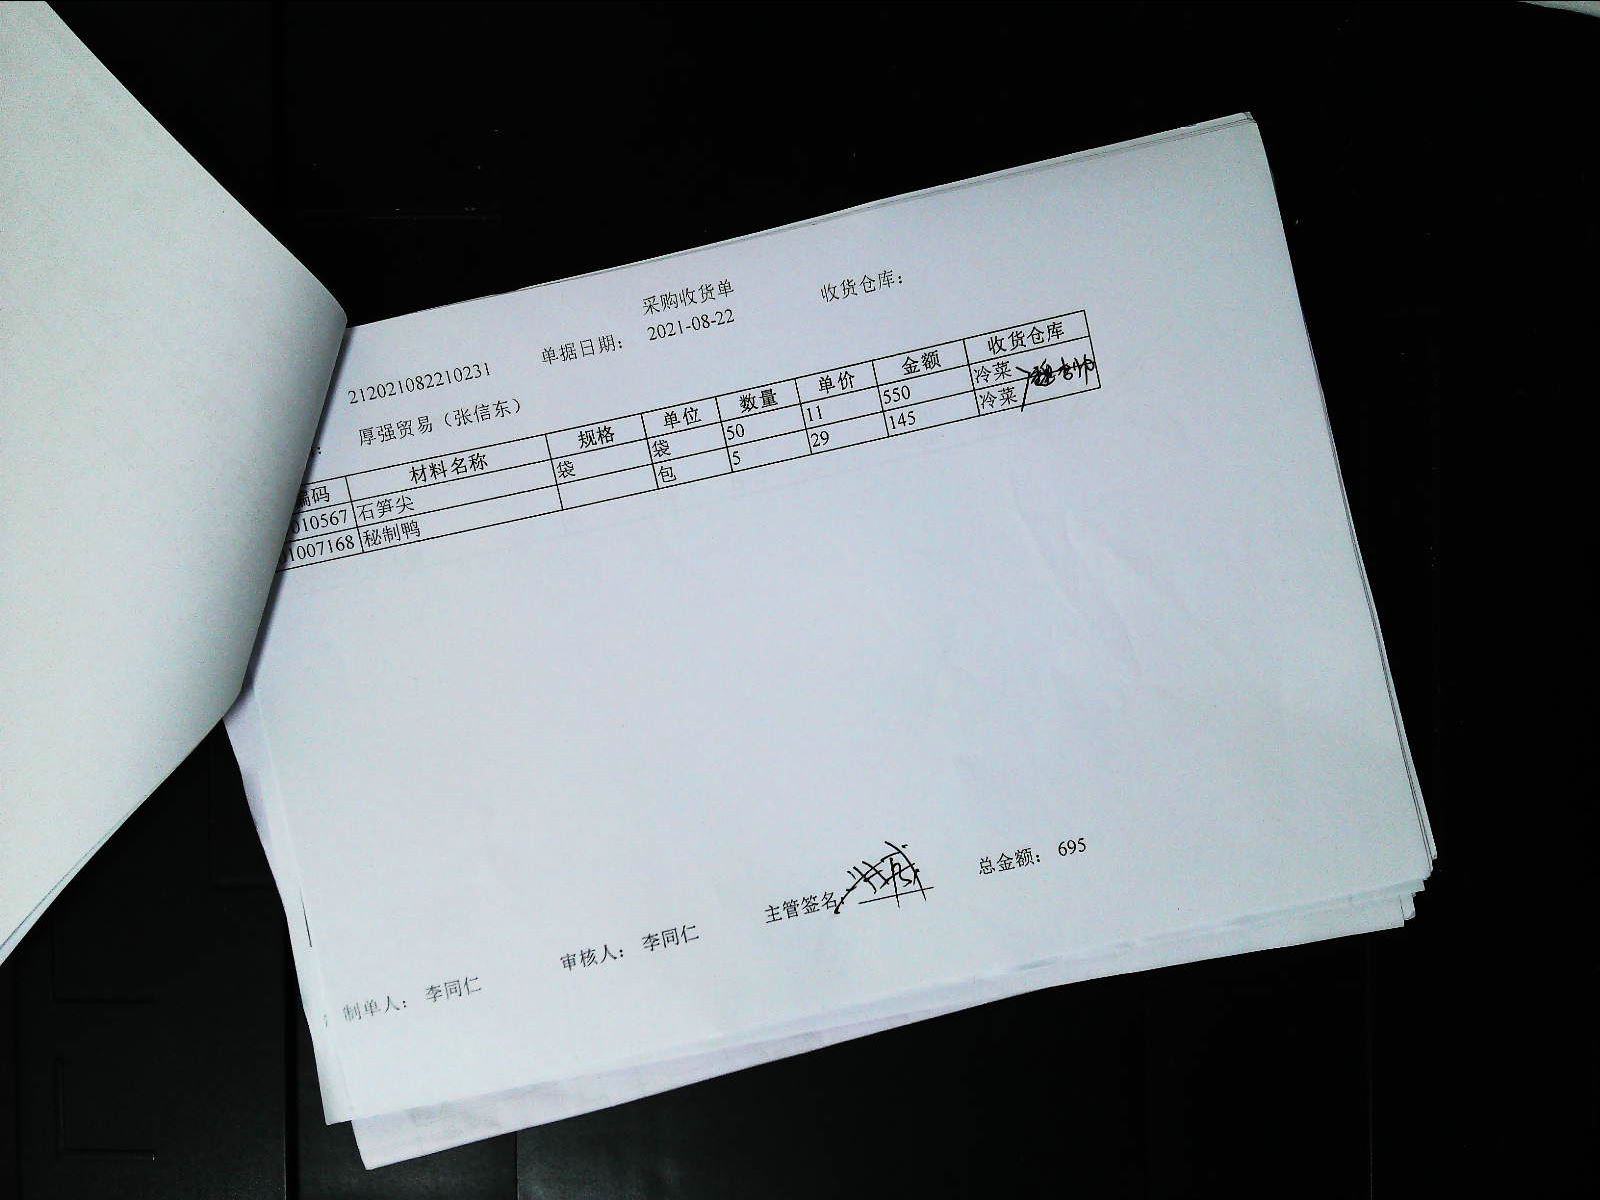 采购收货单
收货仓库：
212021082210231 单据日期： 2021-08-22
： 厚强贸易（张信东）
编码 材料名称 规格 单位 数量 单价 金额 收货仓库
010567 石笋尖 袋 袋 50 11 550 冷菜
01007168 秘制鸭 包 5 29 145 冷菜
制单人： 李同仁 审核人： 李同仁 主管签名： 总金额： 695